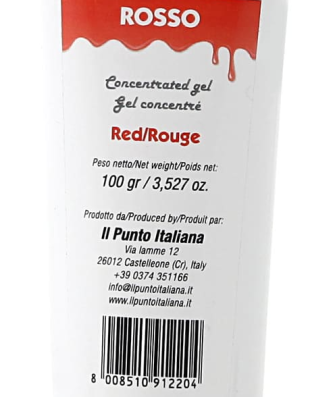 ROSSO
Concentrated gel
Gel concentré
Red/Rouge
Peso netto/Net weight/Poids net:
100 gr / 3,527 oz.
Prodotto da/Produced by/Produit par:
Il Punto Italiana
Via Iamme 12
26012 Castelleone (Cr), Italy
+39 0374 351166
info@ilpuntoitaliana.it
www.ilpuntoitaliana.it
8 008510 912204